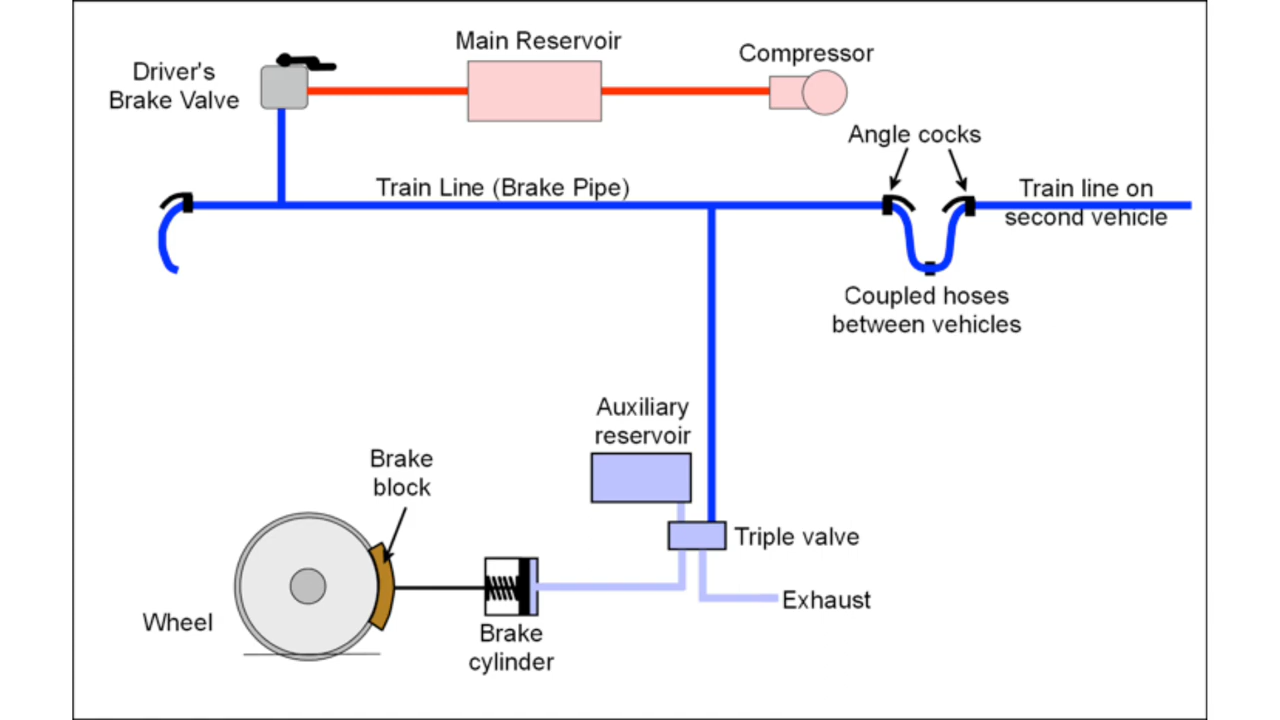 Main Reservoir
Compressor
Driver's
Brake Valve
Angle cocks
Train Line (Brake Pipe)
Train line on
second vehicle
Coupled hoses
between vehicles
Auxiliary
reservoir
Brake
block
Triple valve
Exhaust
Wheel
Brake
cylinder